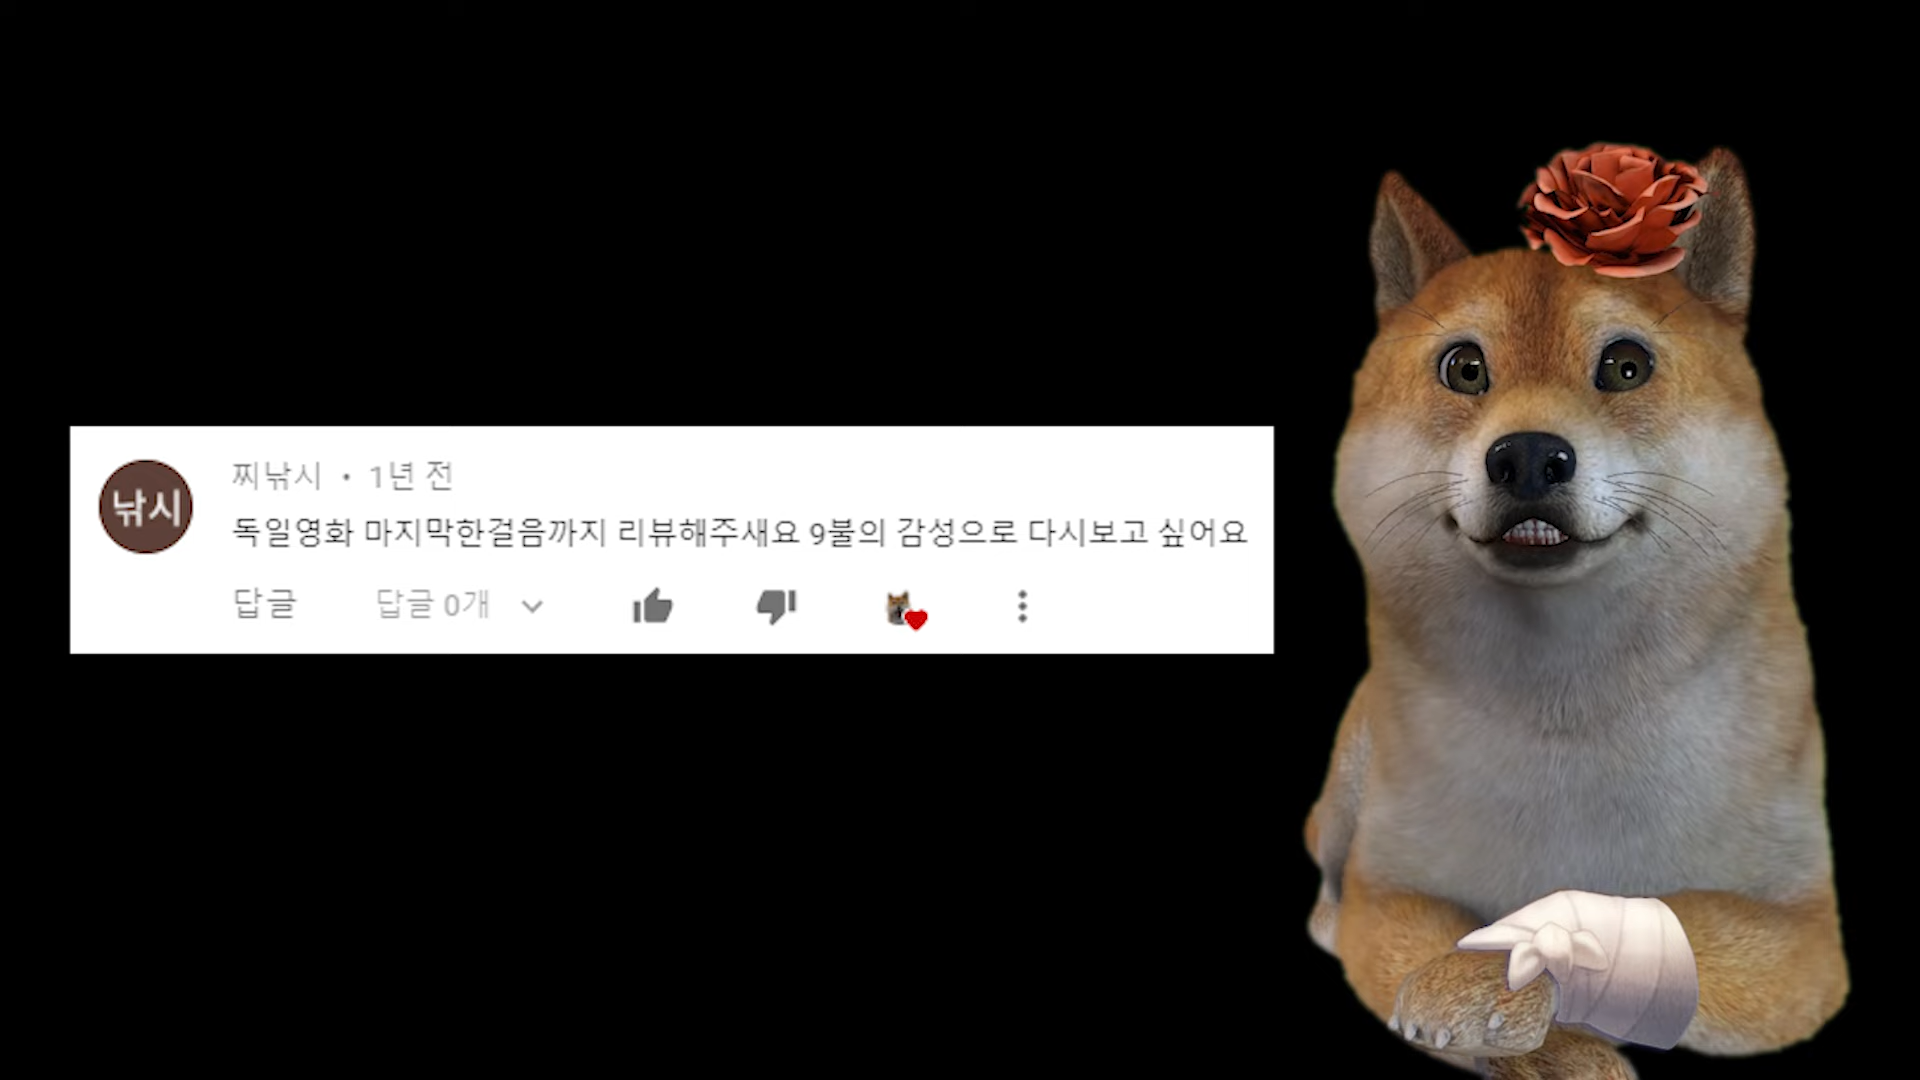 낚시
찌낚시 • 1년 전
독일영화 마지막한걸음까지 리뷰해주새요 9불의 감성으로 다시보고 싶어요
답글 답글 0개